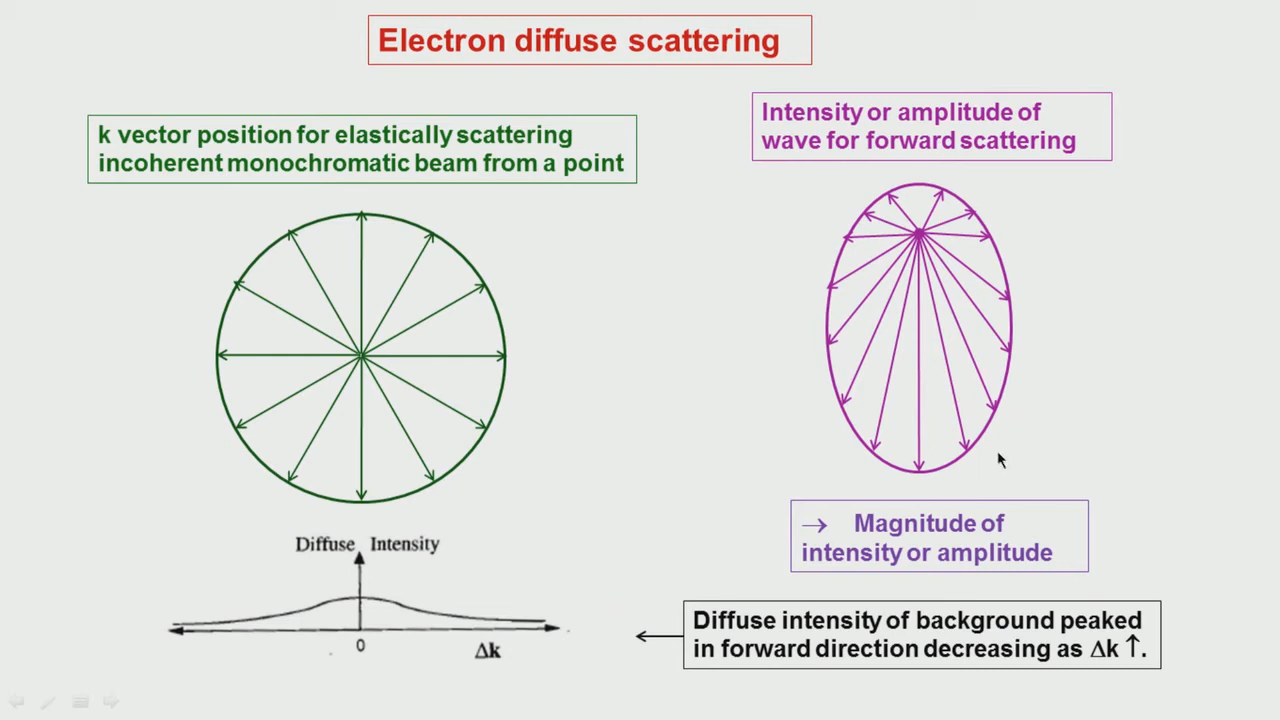 Electron diffuse scattering
k vector position for elastically scattering
incoherent monochromatic beam from a point
Intensity or amplitude of
wave for forward scattering
Diffuse Intensity
0
Δk
→ Magnitude of
intensity or amplitude
Diffuse intensity of background peaked
in forward direction decreasing as Δk ↑.